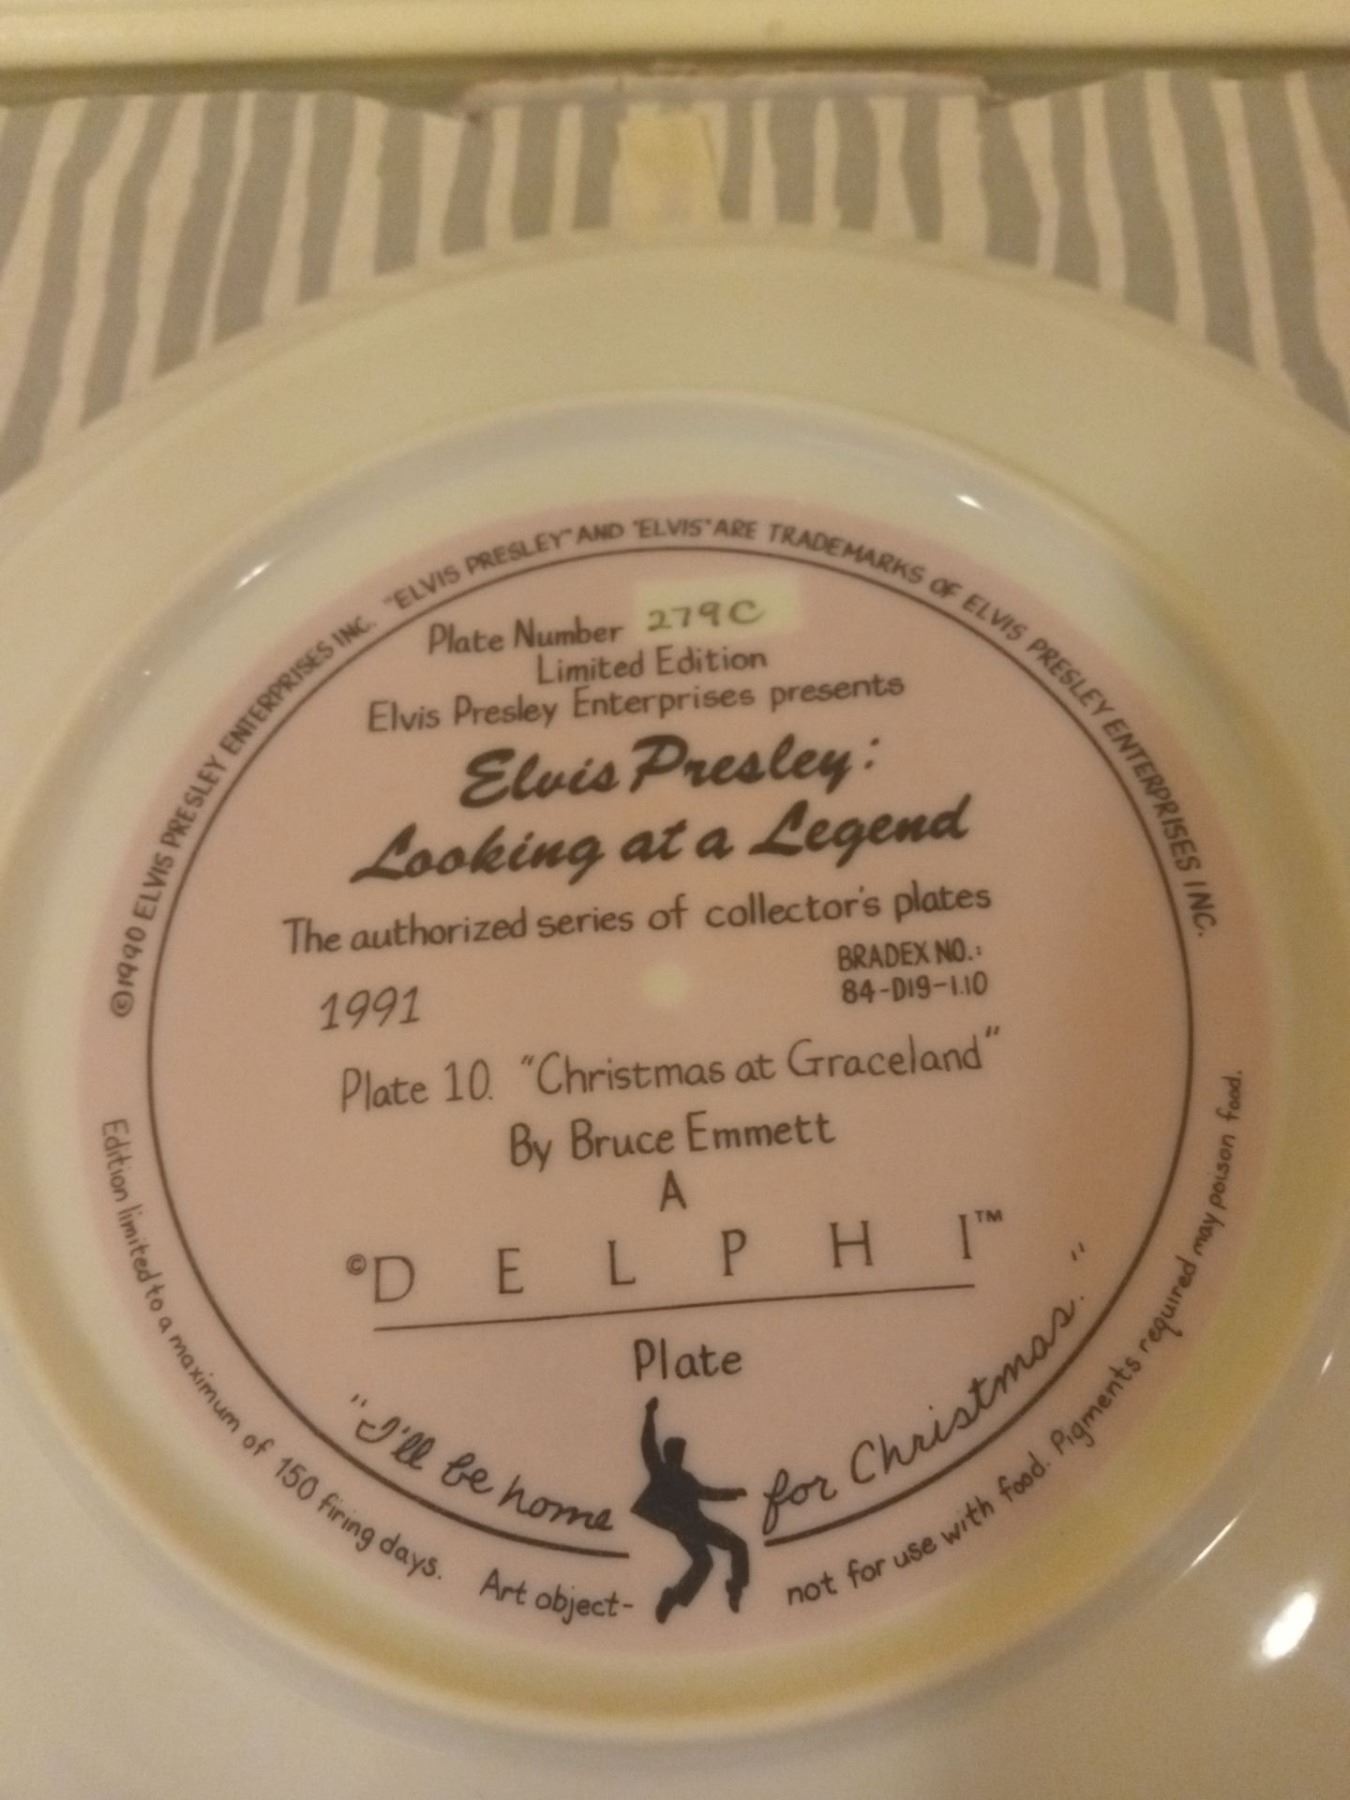 ©1990 ELVIS PRESLEY ENTERPRISES INC. "ELVIS PRESLEY" AND "ELVIS" ARE TRADEMARKS OF ELVIS PRESLEY ENTERPRISES INC.
Plate Number 279C
Limited Edition
Elvis Presley Enterprises presents
Elvis Presley:
Looking at a Legend
The authorized series of collector's plates
1991
BRADEX NO.:
84-D19-1.10
Plate 10. "Christmas at Graceland"
By Bruce Emmett
A
©DELPHI™
Plate
"I'll be home for Christmas."
Edition limited to a maximum of 150 firing days. Art object- not for use with food. Pigments required may poison food.